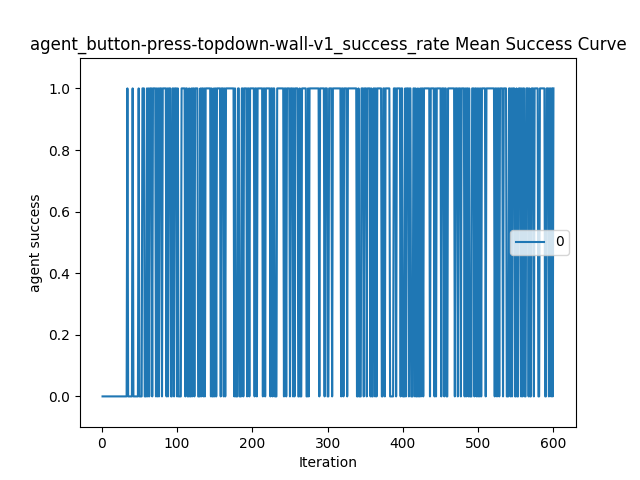 agent_button-press-topdown-wall-v1_success_rate Mean Success Curve
1.0
0.8
0.6
0.4
0.2
0.0
agent success
0
0 100 200 300 400 500 600
Iteration